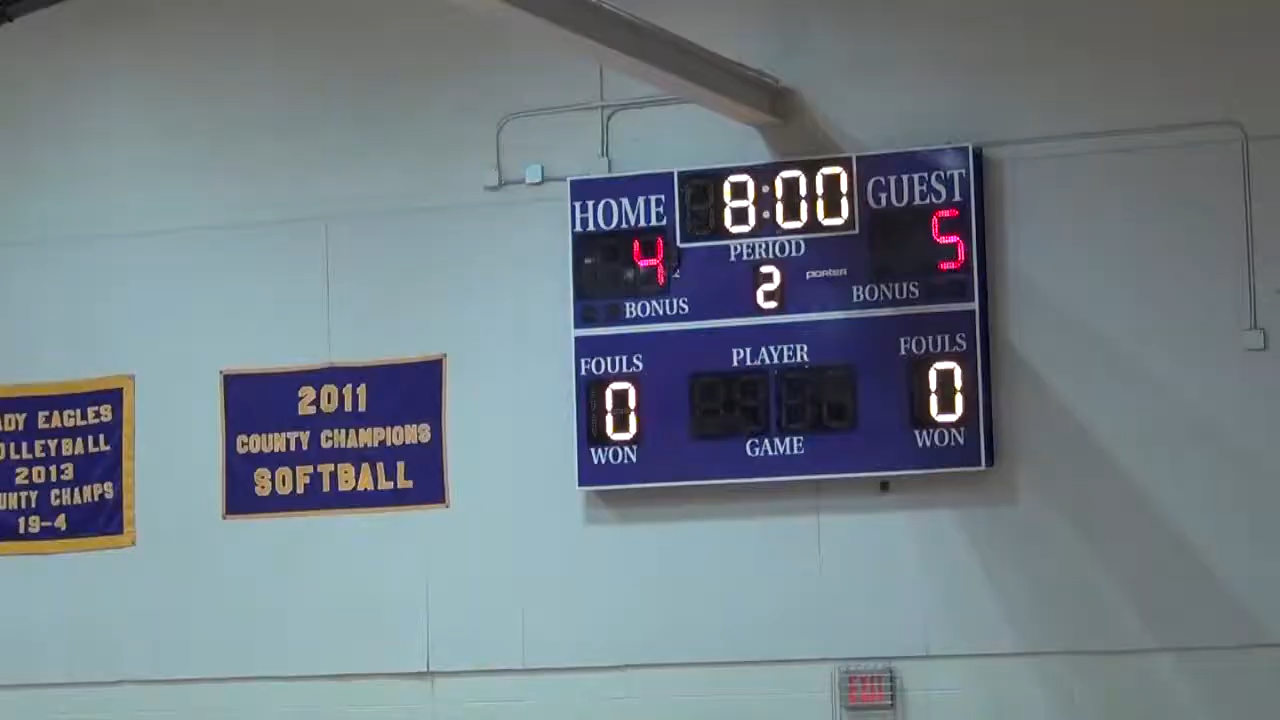 HOME
8:00
GUEST
4
PERIOD
5
2
porter
BONUS
BONUS
FOULS
PLAYER
FOULS
0
0
WON
GAME
WON
2011
COUNTY CHAMPIONS
SOFTBALL
ADY EAGLES
OLLEYBALL
2013
UNTY CHAMPS
19-4
EXIT